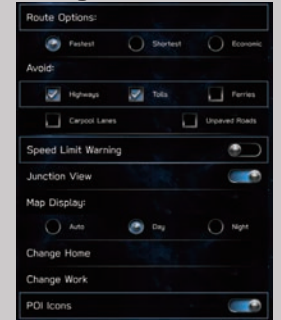 Route Options:
Fastest Shortest Economic
Avoid:
Highways Tolls Ferries
Carpool Lanes Unpaved Roads
Speed Limit Warning
Junction View
Map Display:
Auto Day Night
Change Home
Change Work
POI Icons